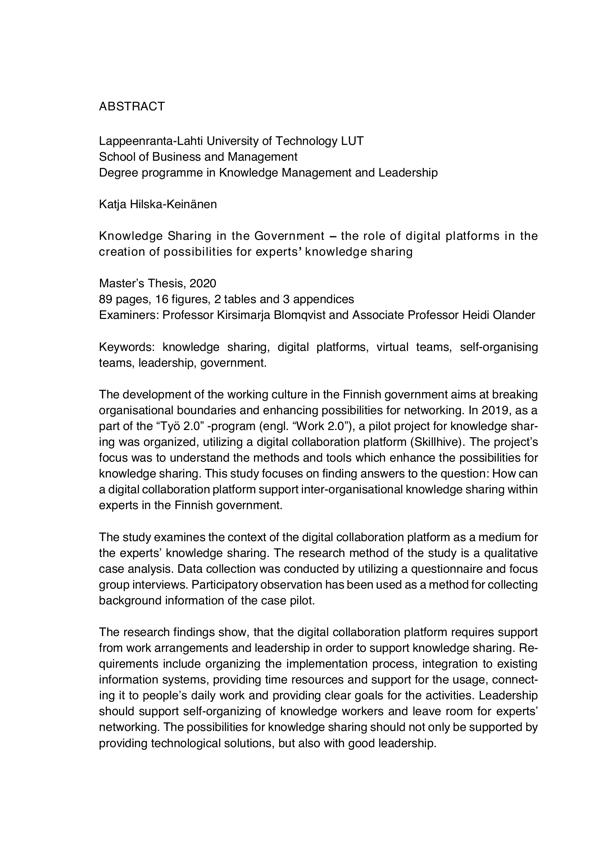 ABSTRACT
Lappeenranta-Lahti University of Technology LUT
School of Business and Management
Degree programme in Knowledge Management and Leadership
Katja Hilska-Keinänen
Knowledge Sharing in the Government – the role of digital platforms in the
creation of possibilities for experts’ knowledge sharing
Master’s Thesis, 2020
89 pages, 16 figures, 2 tables and 3 appendices
Examiners: Professor Kirsimarja Blomqvist and Associate Professor Heidi Olander
Keywords: knowledge sharing, digital platforms, virtual teams, self-organising
teams, leadership, government.
The development of the working culture in the Finnish government aims at breaking
organisational boundaries and enhancing possibilities for networking. In 2019, as a
part of the “Työ 2.0” -program (engl. “Work 2.0”), a pilot project for knowledge shar-
ing was organized, utilizing a digital collaboration platform (Skillhive). The project’s
focus was to understand the methods and tools which enhance the possibilities for
knowledge sharing. This study focuses on finding answers to the question: How can
a digital collaboration platform support inter-organisational knowledge sharing within
experts in the Finnish government.
The study examines the context of the digital collaboration platform as a medium for
the experts’ knowledge sharing. The research method of the study is a qualitative
case analysis. Data collection was conducted by utilizing a questionnaire and focus
group interviews. Participatory observation has been used as a method for collecting
background information of the case pilot.
The research findings show, that the digital collaboration platform requires support
from work arrangements and leadership in order to support knowledge sharing. Re-
quirements include organizing the implementation process, integration to existing
information systems, providing time resources and support for the usage, connect-
ing it to people’s daily work and providing clear goals for the activities. Leadership
should support self-organizing of knowledge workers and leave room for experts’
networking. The possibilities for knowledge sharing should not only be supported by
providing technological solutions, but also with good leadership.